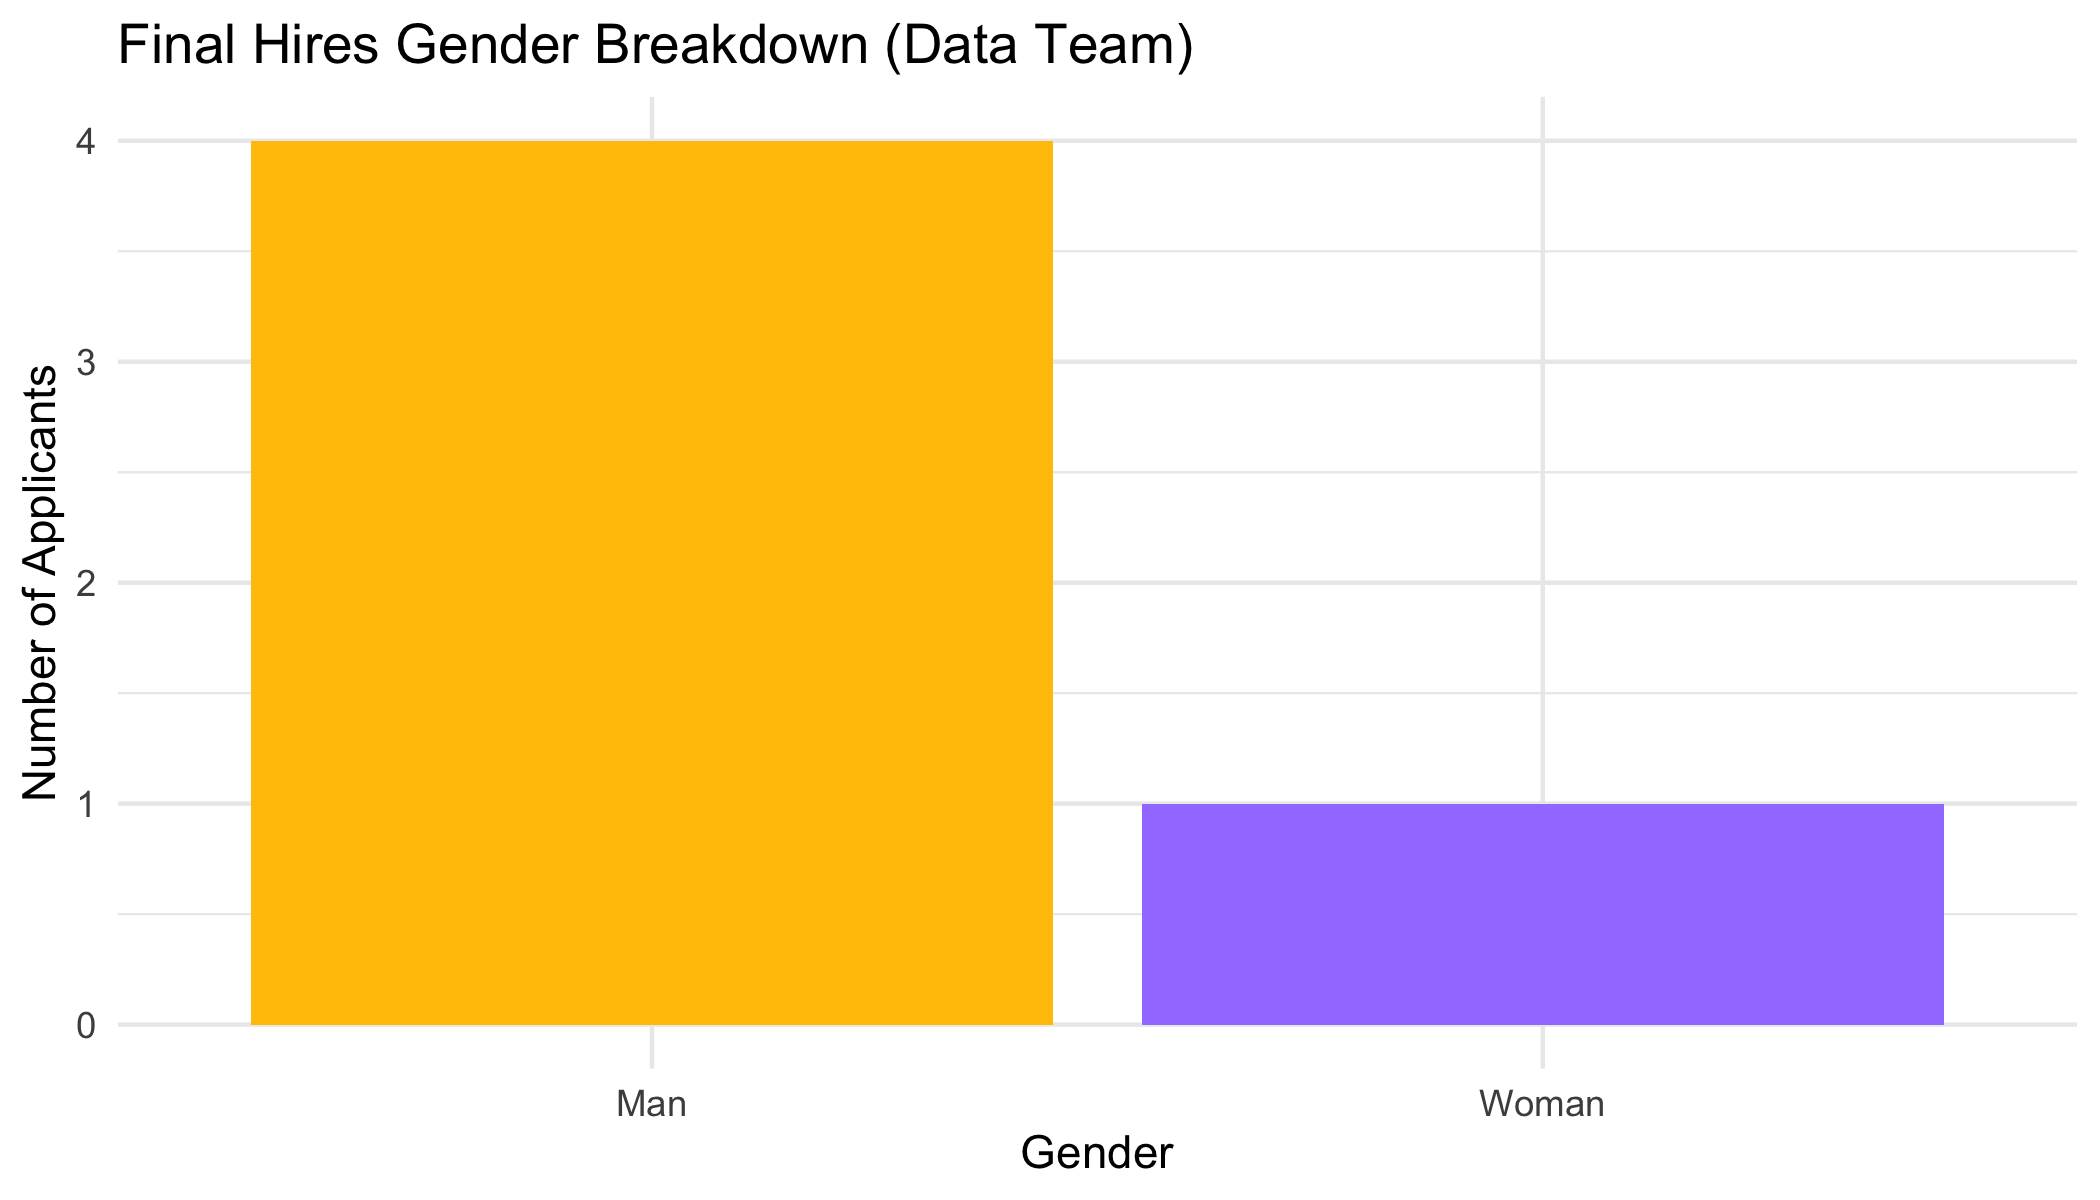 Final Hires Gender Breakdown (Data Team)
Number of Applicants
4
3
2
1
0
Man
Woman
Gender